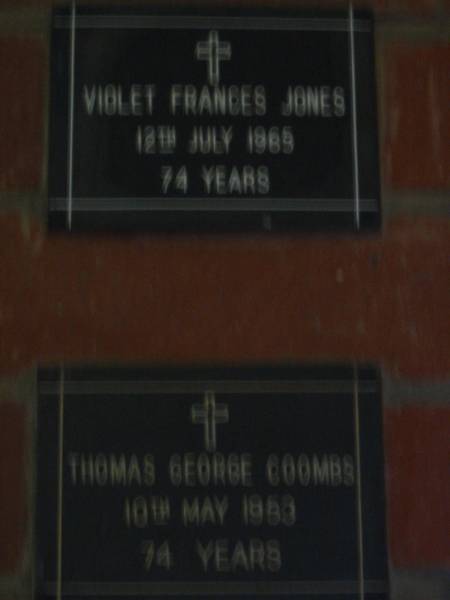 VIOLET FRANCES JONES
12TH JULY 1965
74 YEARS
THOMAS GEORGE COOMBS
10TH MAY 1953
74 YEARS